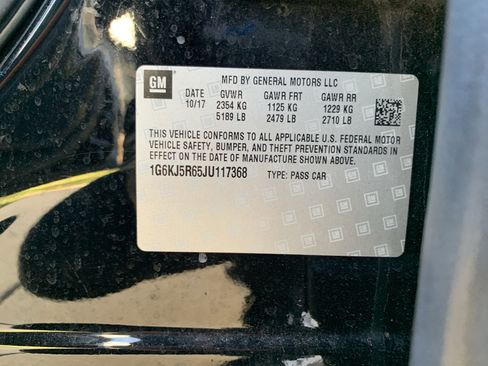 GM
MFD BY GENERAL MOTORS LLC
DATE GVWR GAWR FRT GAWR RR
10/17 2354 KG 1125 KG 1229 KG
5189 LB 2479 LB 2710 LB
THIS VEHICLE CONFORMS TO ALL APPLICABLE U.S. FEDERAL MOTOR
VEHICLE SAFETY, BUMPER, AND THEFT PREVENTION STANDARDS IN
EFFECT ON THE DATE OF MANUFACTURE SHOWN ABOVE.
1G6KJ5R65JU117368 TYPE: PASS CAR